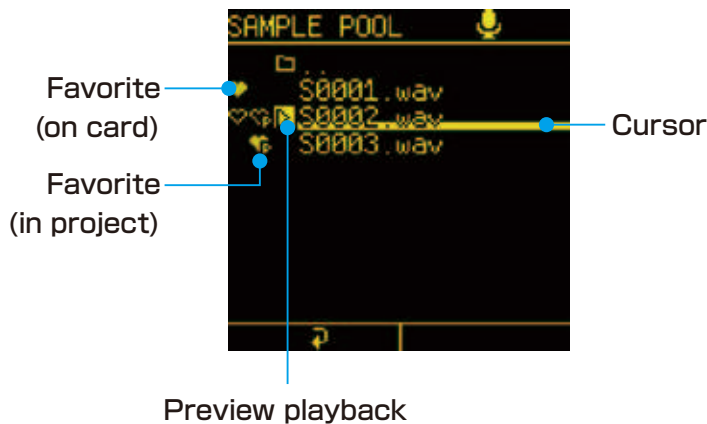 SAMPLE POOL
..
Favorite
(on card)
S0001.wav
S0002.wav
Cursor
S0003.wav
Favorite
(in project)
Preview playback